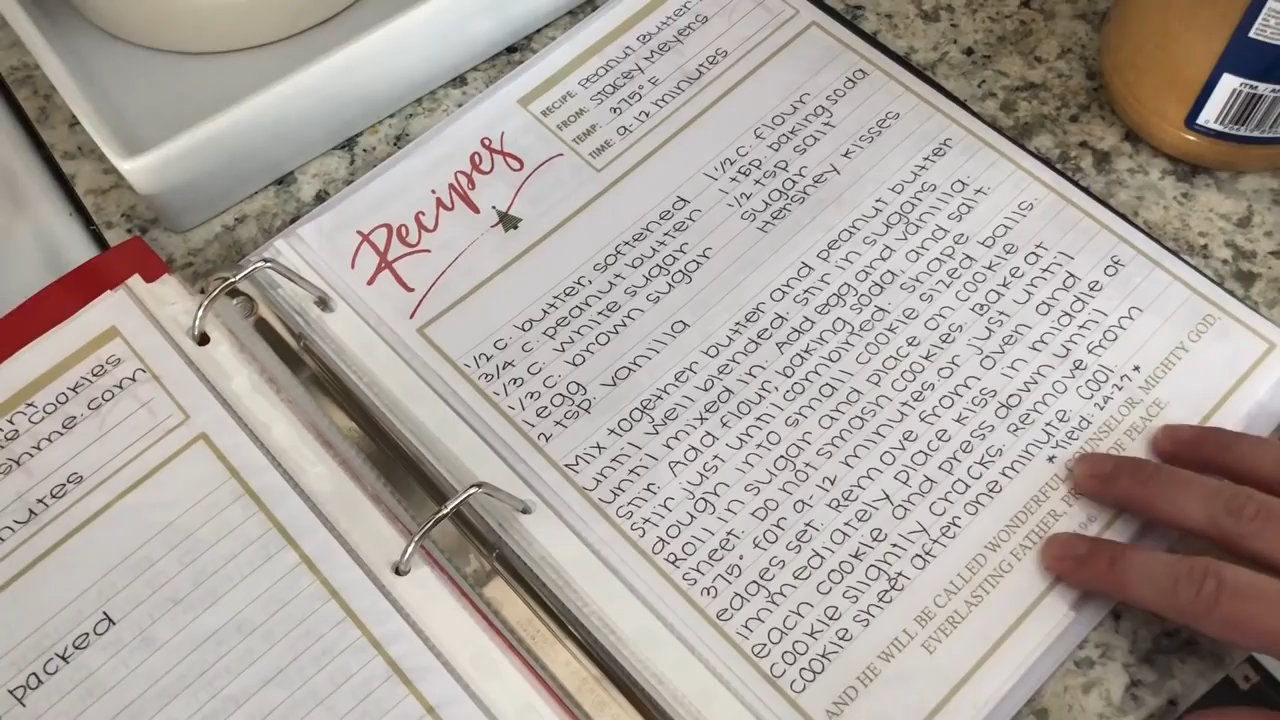 nt
e Cookies
shme.com
nutes
packed
Recipes
RECIPE: Peanut Butter
FROM: Stacey Meyers
TEMP: 375° F
TIME: 9-12 minutes
1/2 C. butter, softened
3/4 C. peanut butter
1/3 C. white sugar
1/3 C. brown sugar
1 egg
2 tsp. vanilla
1 1/2 C. flour
1 tsp. baking soda
1/2 tsp salt
sugar
Hershey kisses
Mix together butter and peanut butter
until well blended. Stir in sugars
until mixed in. Add egg and vanilla.
Stir. Add flour, baking soda, and salt.
Stir just until combined. Shape
dough into small cookie sized balls.
Roll in sugar and place on cookie
sheet. Do not smash cookies. Bake at
375° for 9-12 minutes or just until
edges set. Remove from oven and
immediately place kiss in middle of
each cookie and press down until
cookie slightly cracks. Remove from
cookie sheet after one minute. Cool.
*Yield: 24-27*
AND HE WILL BE CALLED WONDERFUL COUNSELOR, MIGHTY GOD,
EVERLASTING FATHER, PR OF PEACE.
9:6
ITM. / A